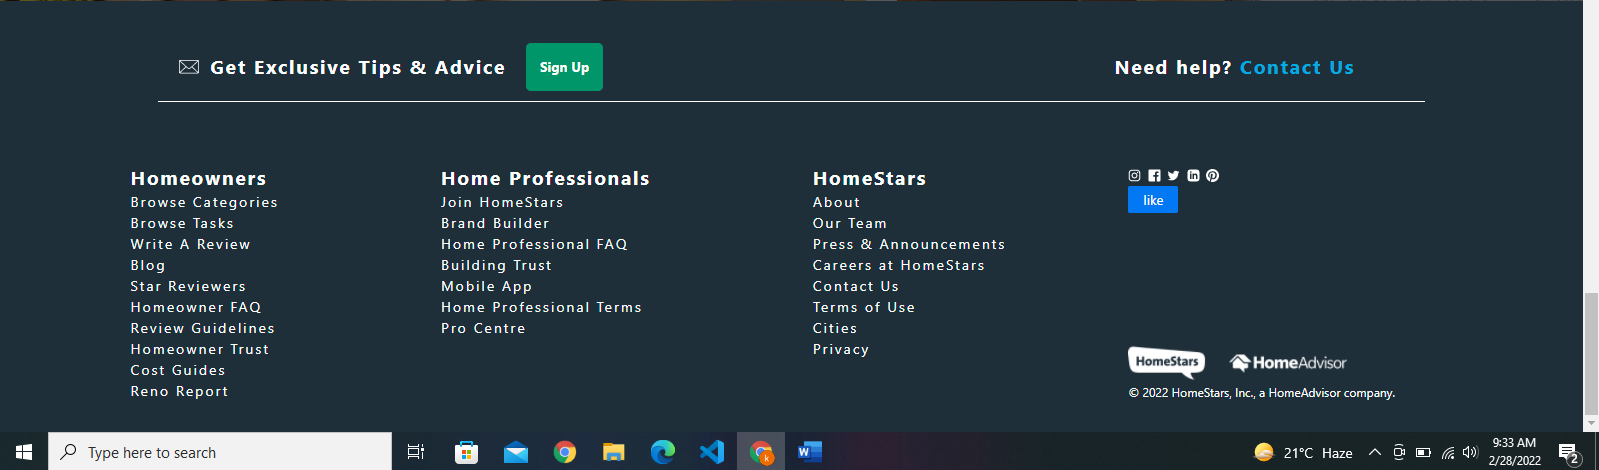 Get Exclusive Tips & Advice
Sign Up
Need help? Contact Us
Homeowners
Browse Categories
Browse Tasks
Write A Review
Blog
Star Reviewers
Homeowner FAQ
Review Guidelines
Homeowner Trust
Cost Guides
Reno Report
Home Professionals
Join HomeStars
Brand Builder
Home Professional FAQ
Building Trust
Mobile App
Home Professional Terms
Pro Centre
HomeStars
About
Our Team
Press & Announcements
Careers at HomeStars
Contact Us
Terms of Use
Cities
Privacy
like
HomeStars
HomeAdvisor
© 2022 HomeStars, Inc., a HomeAdvisor company.
Type here to search
k
W
21°C Haze
9:33 AM
2/28/2022
2